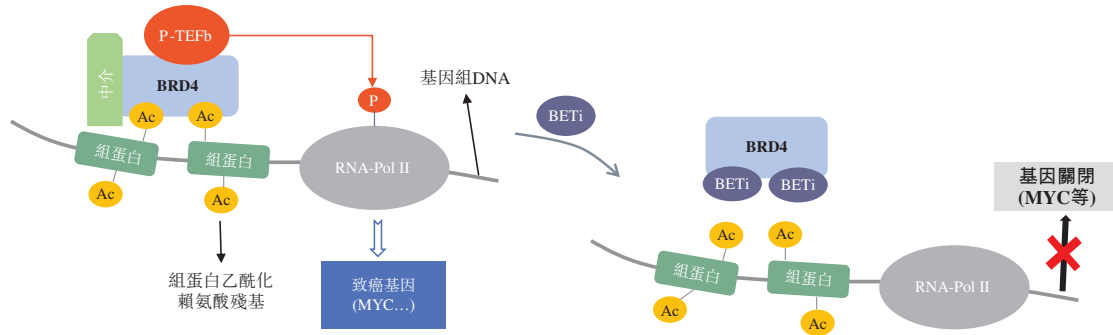 P-TEFb
中介
BRD4
Ac
Ac
P
基因組DNA
組蛋白
組蛋白
RNA-Pol II
Ac
Ac
組蛋白乙酰化
賴氨酸殘基
致癌基因
(MYC…)
BETi
BRD4
BETi
BETi
基因關閉
(MYC等)
Ac
Ac
組蛋白
組蛋白
RNA-Pol II
Ac
Ac